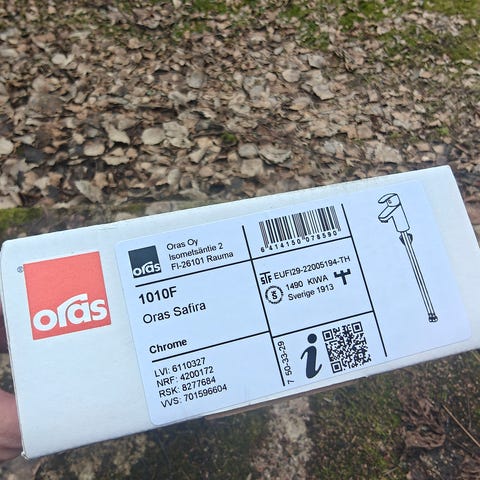 oras
®
oras
Oras Oy
Isometsäntie 2
FI-26101 Rauma
1010F
Oras Safira
Chrome
LVI: 6110327
NRF: 4200172
RSK: 8277684
VVS: 701596604
6 414150 078590
STF EUFI29-22005194-TH
S 1490 KIWA
Sverige 1913
7 50-33-29
i